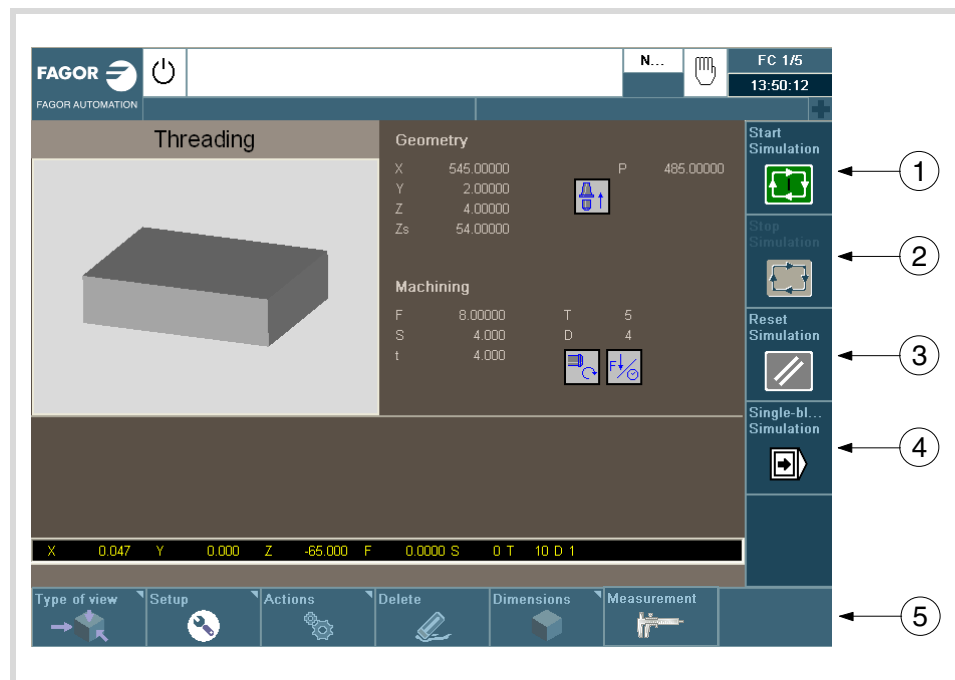 FAGOR
N...
FC 1/5
13:50:12
FAGOR AUTOMATION
Threading
Geometry
X 545.00000 P 485.00000
Y 2.00000
Z 4.00000
Zs 54.00000
Machining
F 8.00000 T 5
S 4.000 D 4
t 4.000
F
Start
Simulation
1
Stop
Simulation
2
Reset
Simulation
3
Single-bl...
Simulation
4
X 0.047 Y 0.000 Z -65.000 F 0.0000 S 0 T 10 D 1
Type of view Setup Actions Delete Dimensions Measurement
5